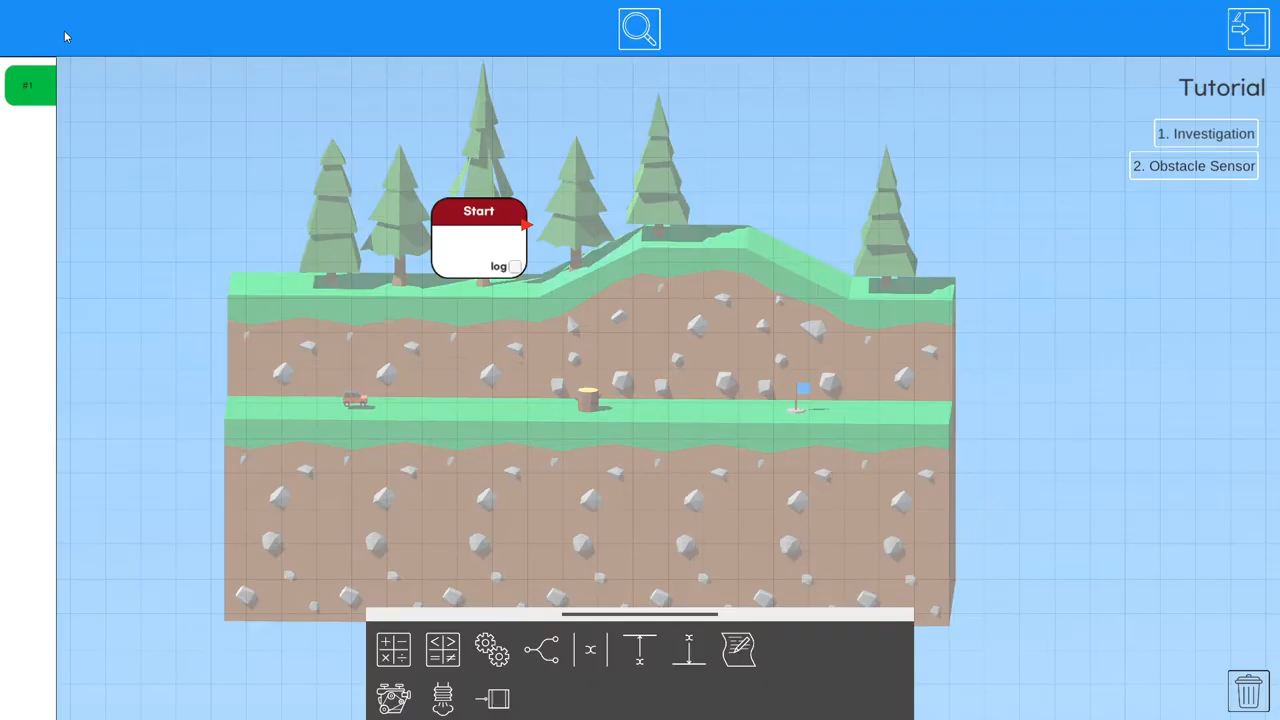 #1
Tutorial
1. Investigation
2. Obstacle Sensor
Start
log
x
x
x